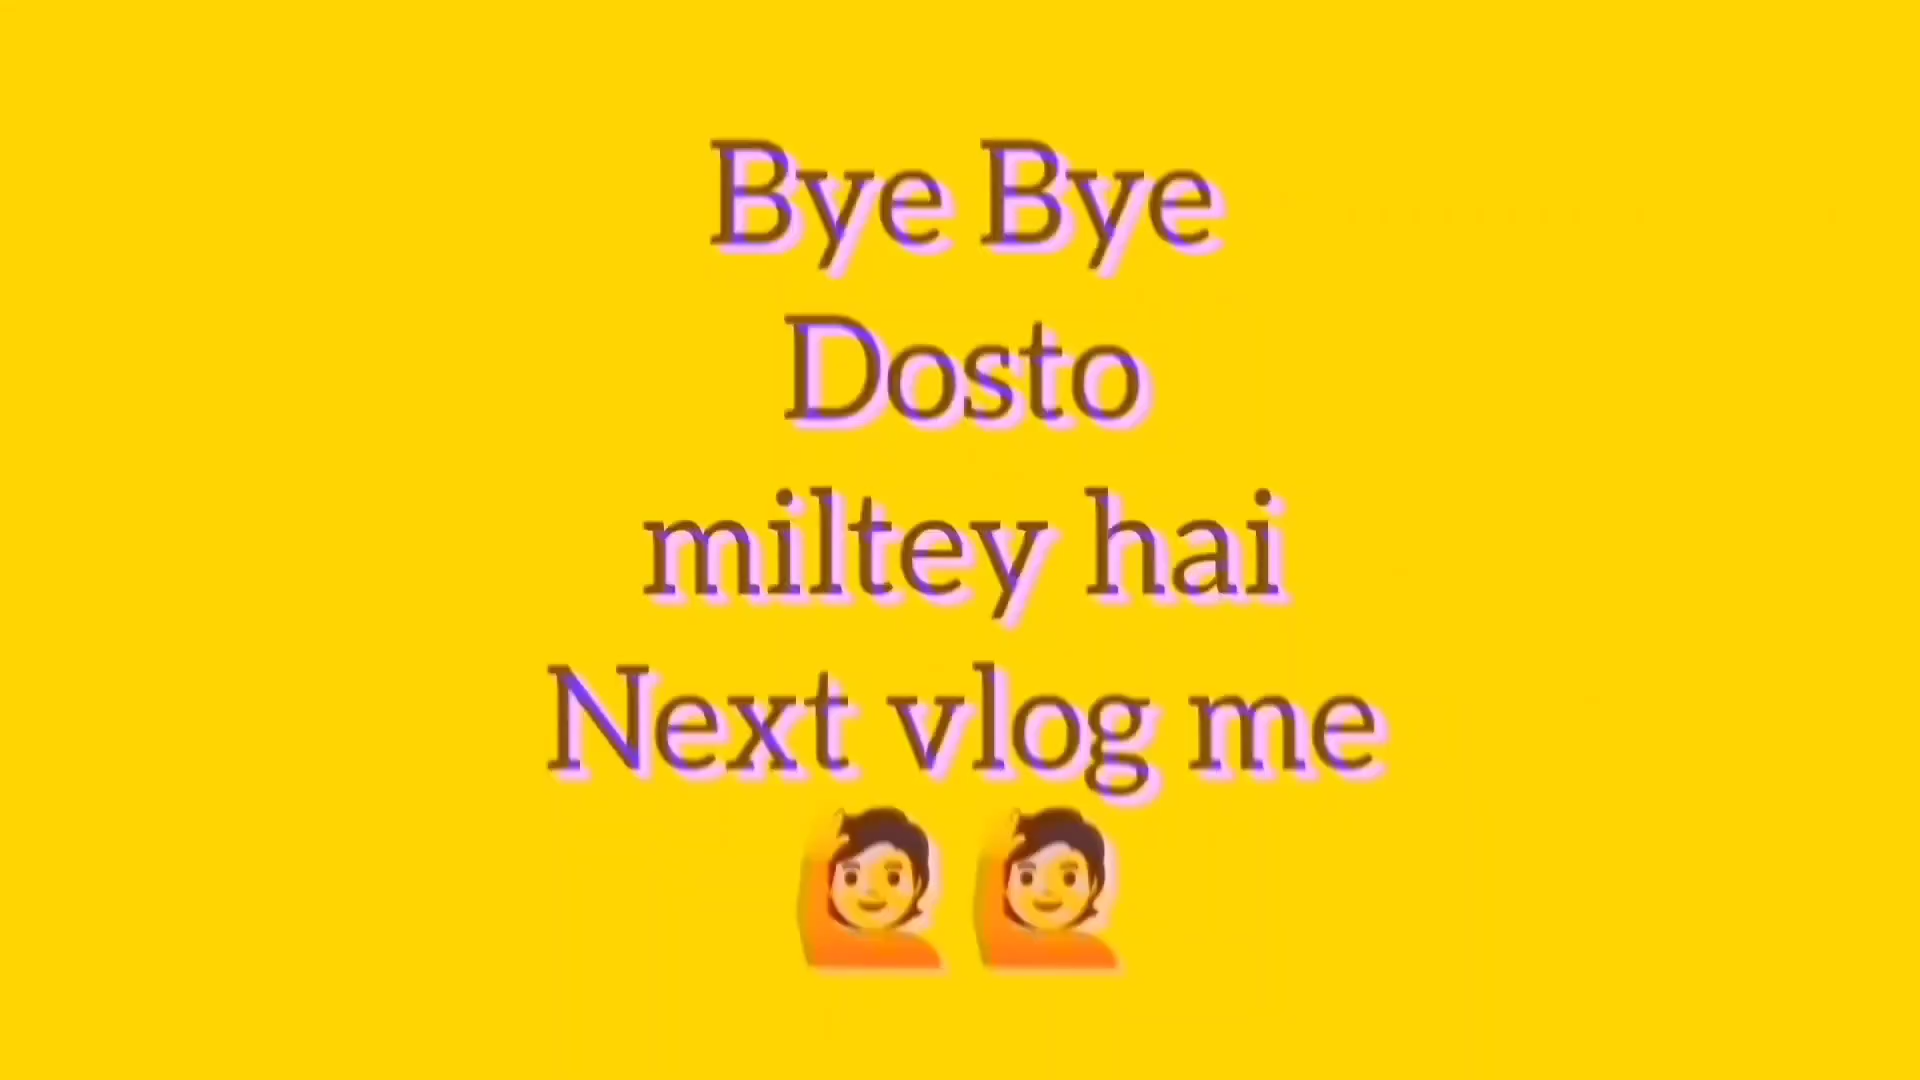 Bye Bye
Dosto
miltey hai
Next vlog me
🙋🙋